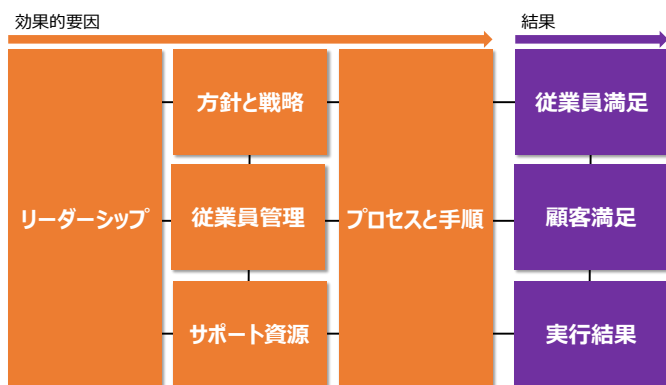 効果的要因
結果
リーダーシップ
方針と戦略
従業員管理
サポート資源
プロセスと手順
従業員満足
顧客満足
実行結果